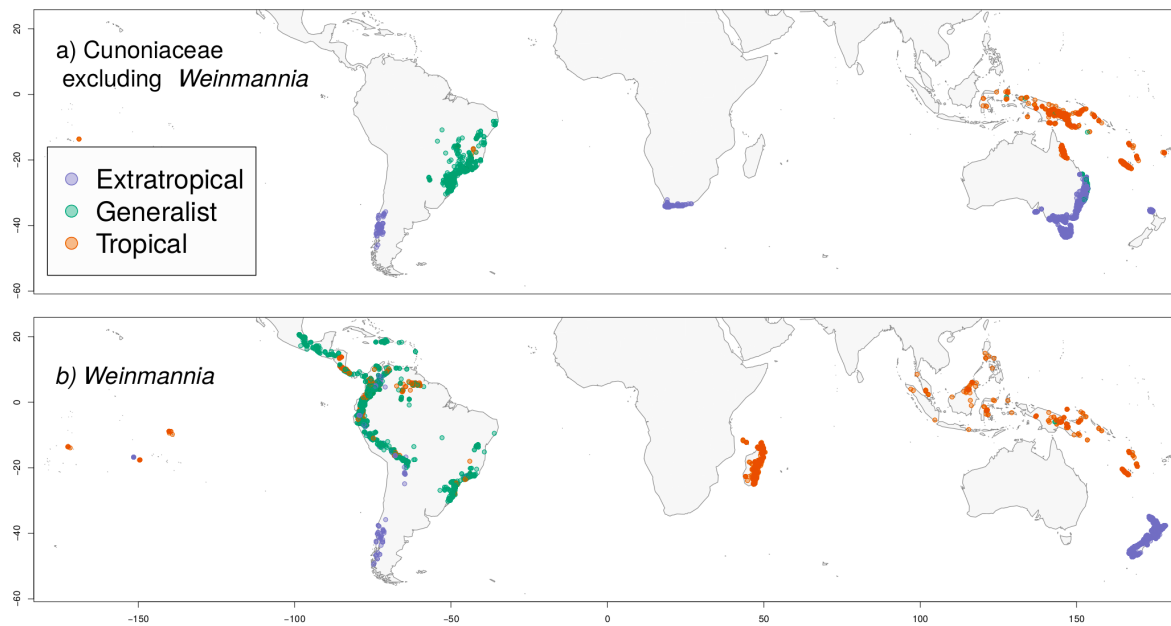 20
0
−20
−40
−60
a) Cunoniaceae
excluding Weinmannia
Extratropical
Generalist
Tropical
20
0
−20
−40
−60
b) Weinmannia
−150 −100 −50 0 50 100 150